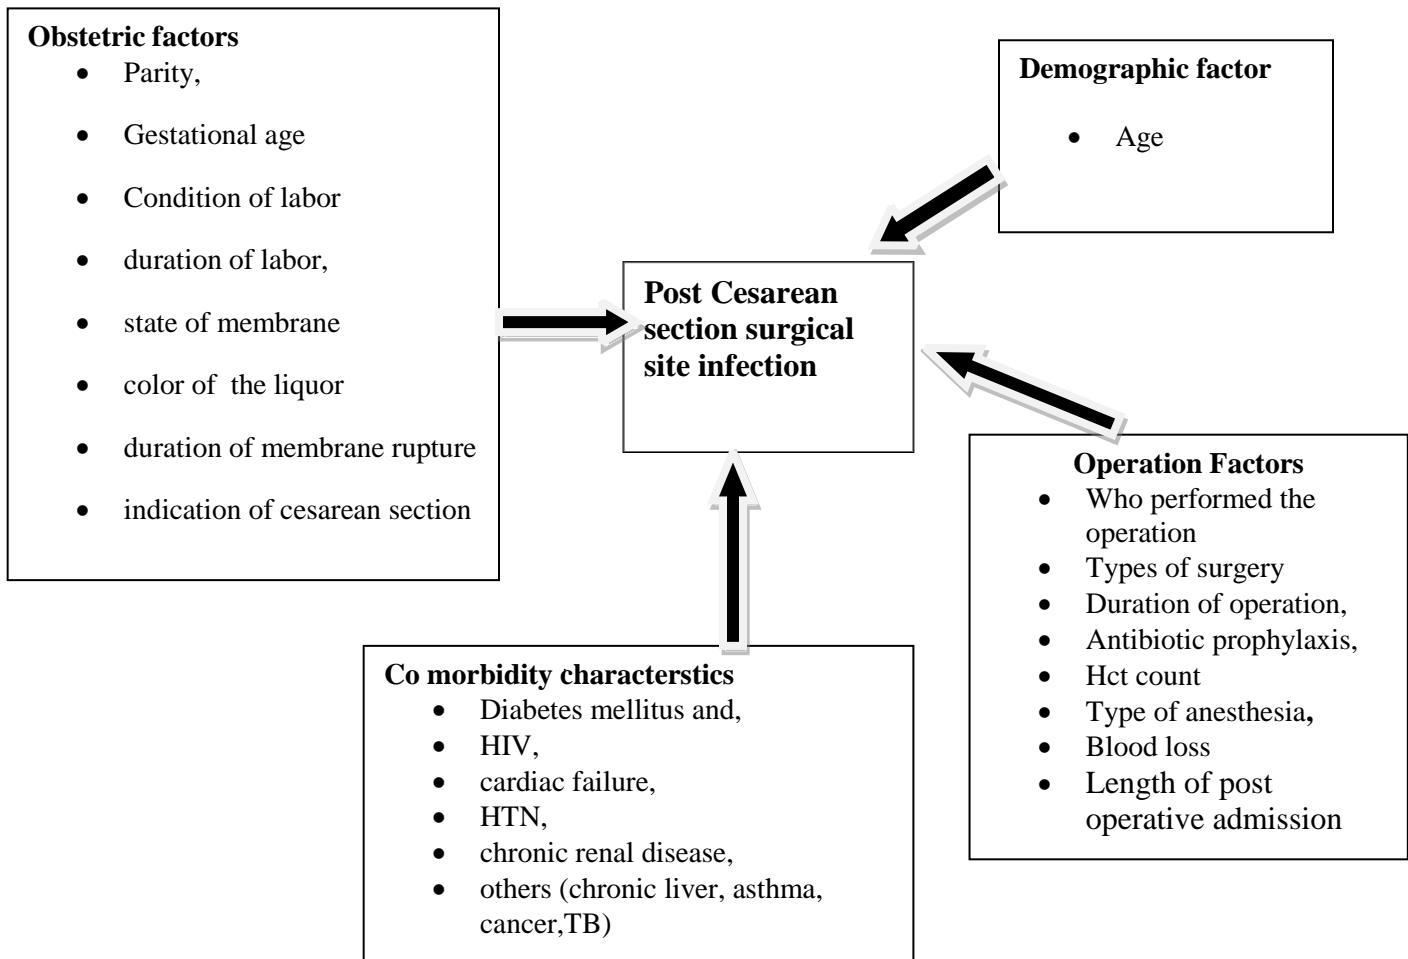 Obstetric factors
• Parity,
• Gestational age
• Condition of labor
• duration of labor,
• state of membrane
• color of the liquor
• duration of membrane rupture
• indication of cesarean section
Demographic factor
• Age
Post Cesarean
section surgical
site infection
Operation Factors
• Who performed the
operation
• Types of surgery
• Duration of operation,
• Antibiotic prophylaxis,
• Hct count
• Type of anesthesia,
• Blood loss
• Length of post
operative admission
Co morbidity characterstics
• Diabetes mellitus and,
• HIV,
• cardiac failure,
• HTN,
• chronic renal disease,
• others (chronic liver, asthma,
cancer,TB)